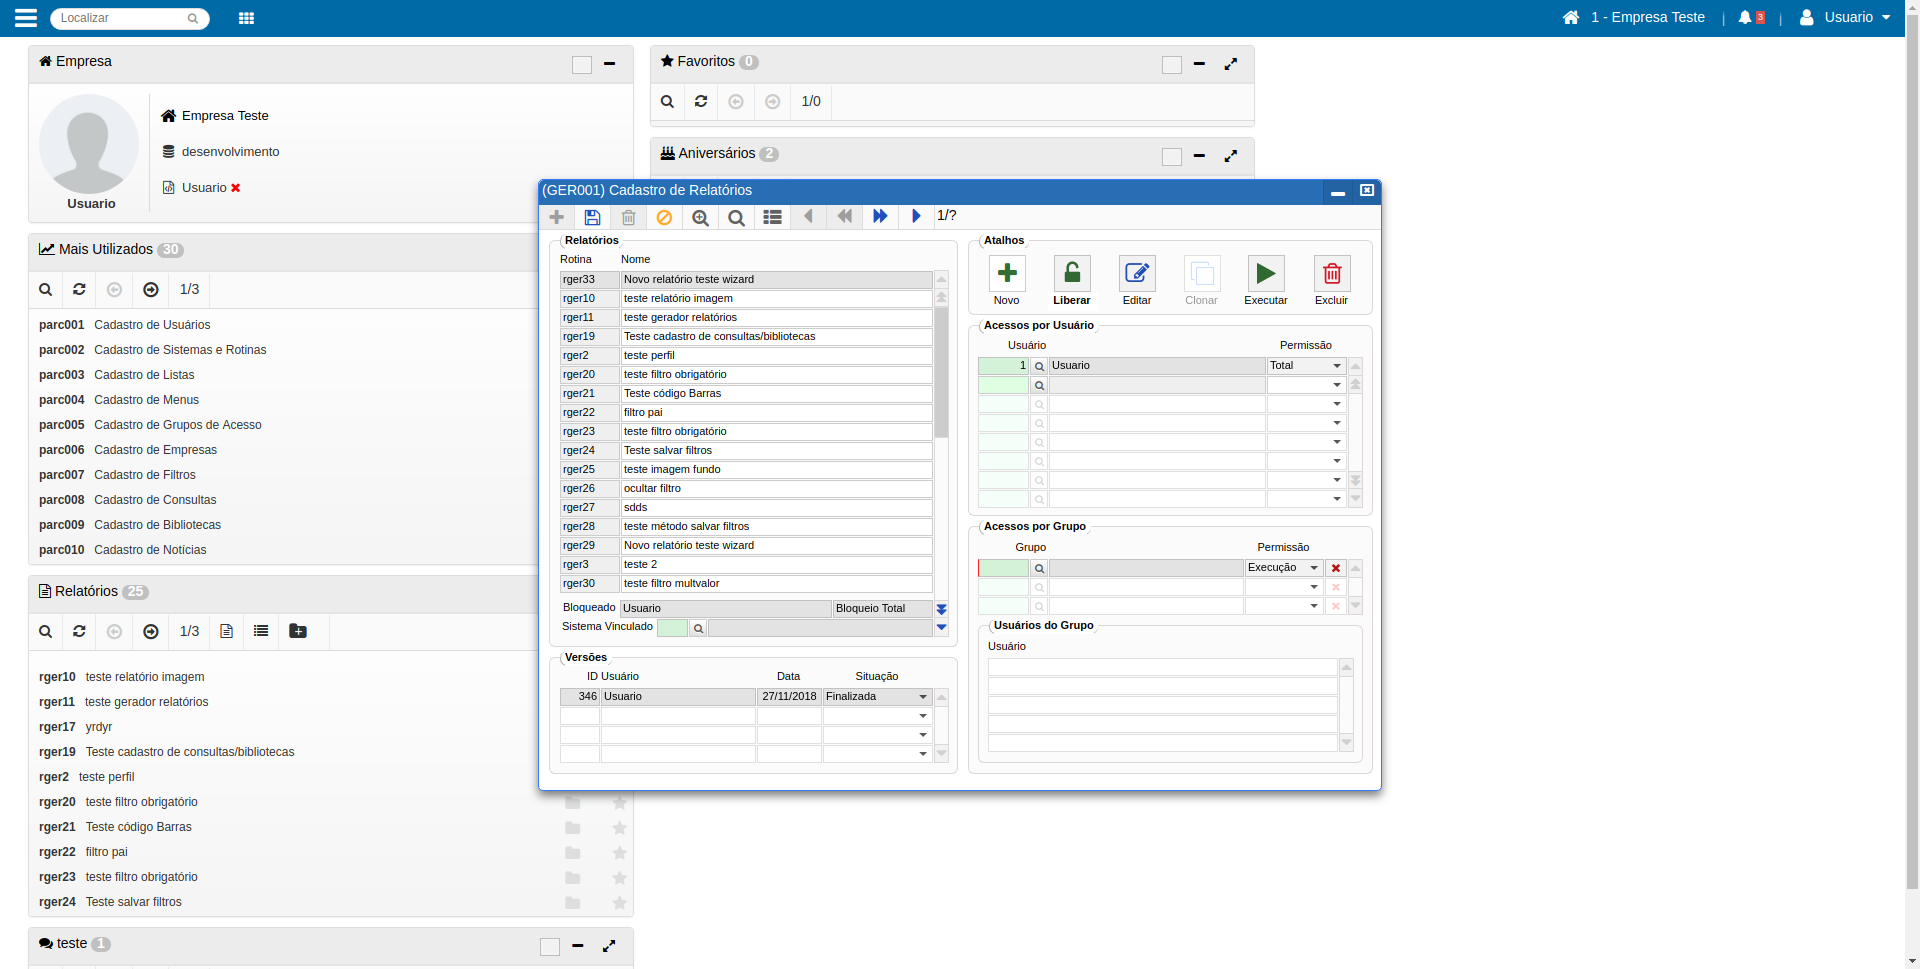 Localizar
1 - Empresa Teste
3
Usuario
Empresa
Empresa Teste
desenvolvimento
Usuario
Usuario
Mais Utilizados 30
1/3
parc001 Cadastro de Usuários
parc002 Cadastro de Sistemas e Rotinas
parc003 Cadastro de Listas
parc004 Cadastro de Menus
parc005 Cadastro de Grupos de Acesso
parc006 Cadastro de Empresas
parc007 Cadastro de Filtros
parc008 Cadastro de Consultas
parc009 Cadastro de Bibliotecas
parc010 Cadastro de Notícias
Relatórios 25
1/3
rger10 teste relatório imagem
rger11 teste gerador relatórios
rger17 yrdyr
rger19 Teste cadastro de consultas/bibliotecas
rger2 teste perfil
rger20 teste filtro obrigatório
rger21 Teste código Barras
rger22 filtro pai
rger23 teste filtro obrigatório
rger24 Teste salvar filtros
teste 1
Favoritos 0
1/0
Aniversários 2
(GER001) Cadastro de Relatórios
1/?
Relatórios
Rotina Nome
rger33 Novo relatório teste wizard
rger10 teste relatório imagem
rger11 teste gerador relatórios
rger19 Teste cadastro de consultas/bibliotecas
rger2 teste perfil
rger20 teste filtro obrigatório
rger21 Teste código Barras
rger22 filtro pai
rger23 teste filtro obrigatório
rger24 Teste salvar filtros
rger25 teste imagem fundo
rger26 ocultar filtro
rger27 sdds
rger28 teste método salvar filtros
rger29 Novo relatório teste wizard
rger3 teste 2
rger30 teste filtro multvalor
Bloqueado Usuario Bloqueio Total
Sistema Vinculado
Versões
ID Usuário Data Situação
346 Usuario 27/11/2018 Finalizada
Atalhos
Novo Liberar Editar Clonar Executar Excluir
Acessos por Usuário
Usuário Permissão
1 Usuario Total
Acessos por Grupo
Grupo Permissão
Execução
Usuários do Grupo
Usuário